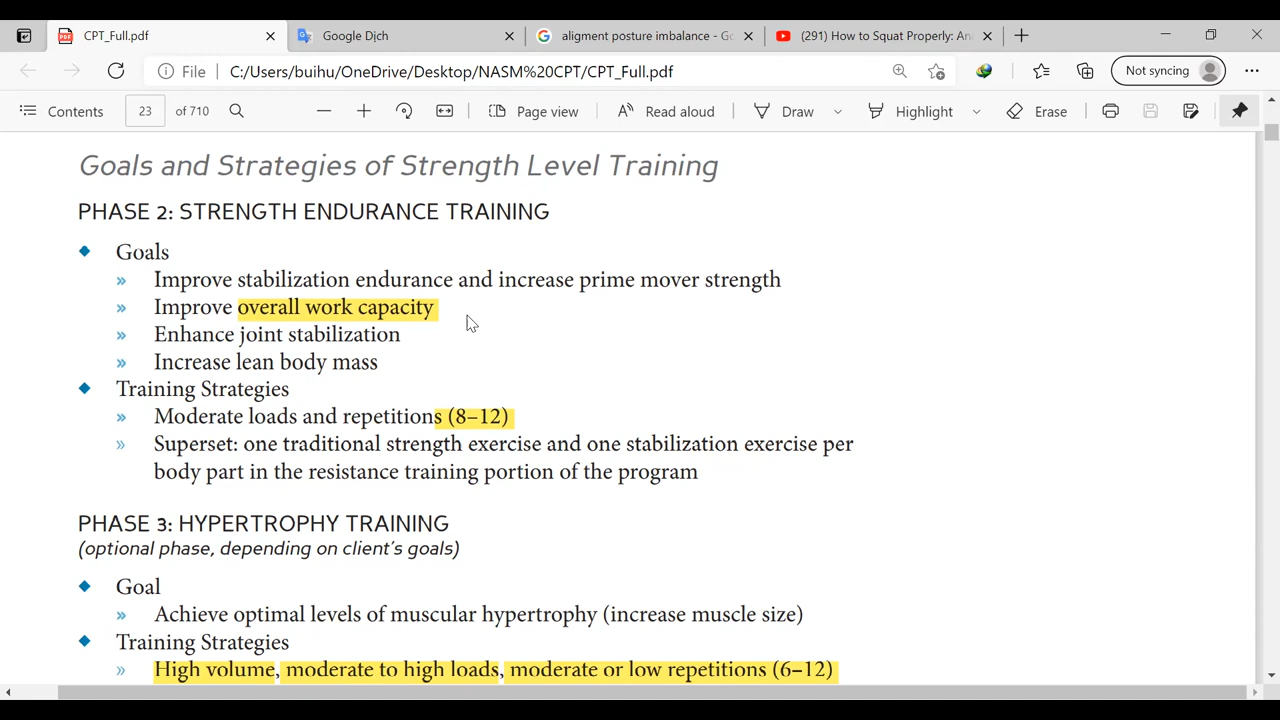 CPT_Full.pdf
Google Dịch
aligment posture imbalance - Go
(291) How to Squat Properly: An
File
C:/Users/buihu/OneDrive/Desktop/NASM%20CPT/CPT_Full.pdf
Not syncing
Contents
23
of 710
Page view
Read aloud
Draw
Highlight
Erase
Goals and Strategies of Strength Level Training
PHASE 2: STRENGTH ENDURANCE TRAINING
Goals
» Improve stabilization endurance and increase prime mover strength
» Improve overall work capacity
» Enhance joint stabilization
» Increase lean body mass
Training Strategies
» Moderate loads and repetitions (8–12)
» Superset: one traditional strength exercise and one stabilization exercise per
body part in the resistance training portion of the program
PHASE 3: HYPERTROPHY TRAINING
(optional phase, depending on client's goals)
Goal
» Achieve optimal levels of muscular hypertrophy (increase muscle size)
Training Strategies
» High volume, moderate to high loads, moderate or low repetitions (6–12)